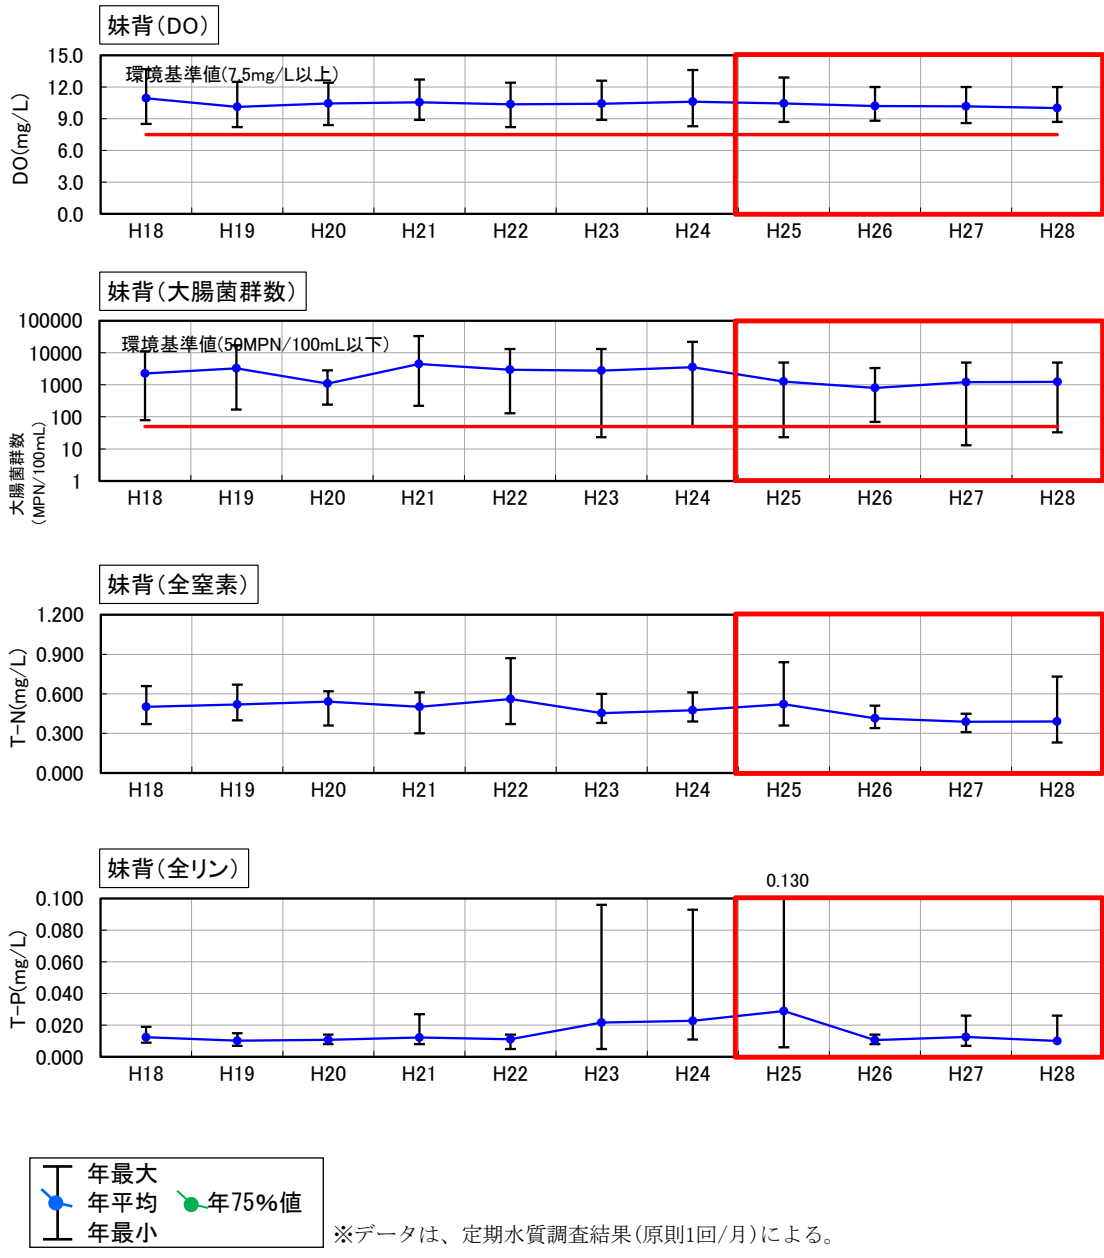 妹背(DO)
15.0
12.0
9.0
6.0
3.0
0.0
DO(mg/L)
環境基準値(7.5mg/L以上)
H18 H19 H20 H21 H22 H23 H24 H25 H26 H27 H28
妹背(大腸菌群数)
100000
10000
1000
100
10
1
大腸菌群数
(MPN/100mL)
環境基準値(50MPN/100mL以下)
H18 H19 H20 H21 H22 H23 H24 H25 H26 H27 H28
妹背(全窒素)
1.200
0.900
0.600
0.300
0.000
T-N(mg/L)
H18 H19 H20 H21 H22 H23 H24 H25 H26 H27 H28
妹背(全リン)
0.130
0.100
0.080
0.060
0.040
0.020
0.000
T-P(mg/L)
H18 H19 H20 H21 H22 H23 H24 H25 H26 H27 H28
年最大
年平均 年75%値
年最小
※データは、定期水質調査結果(原則1回/月)による。